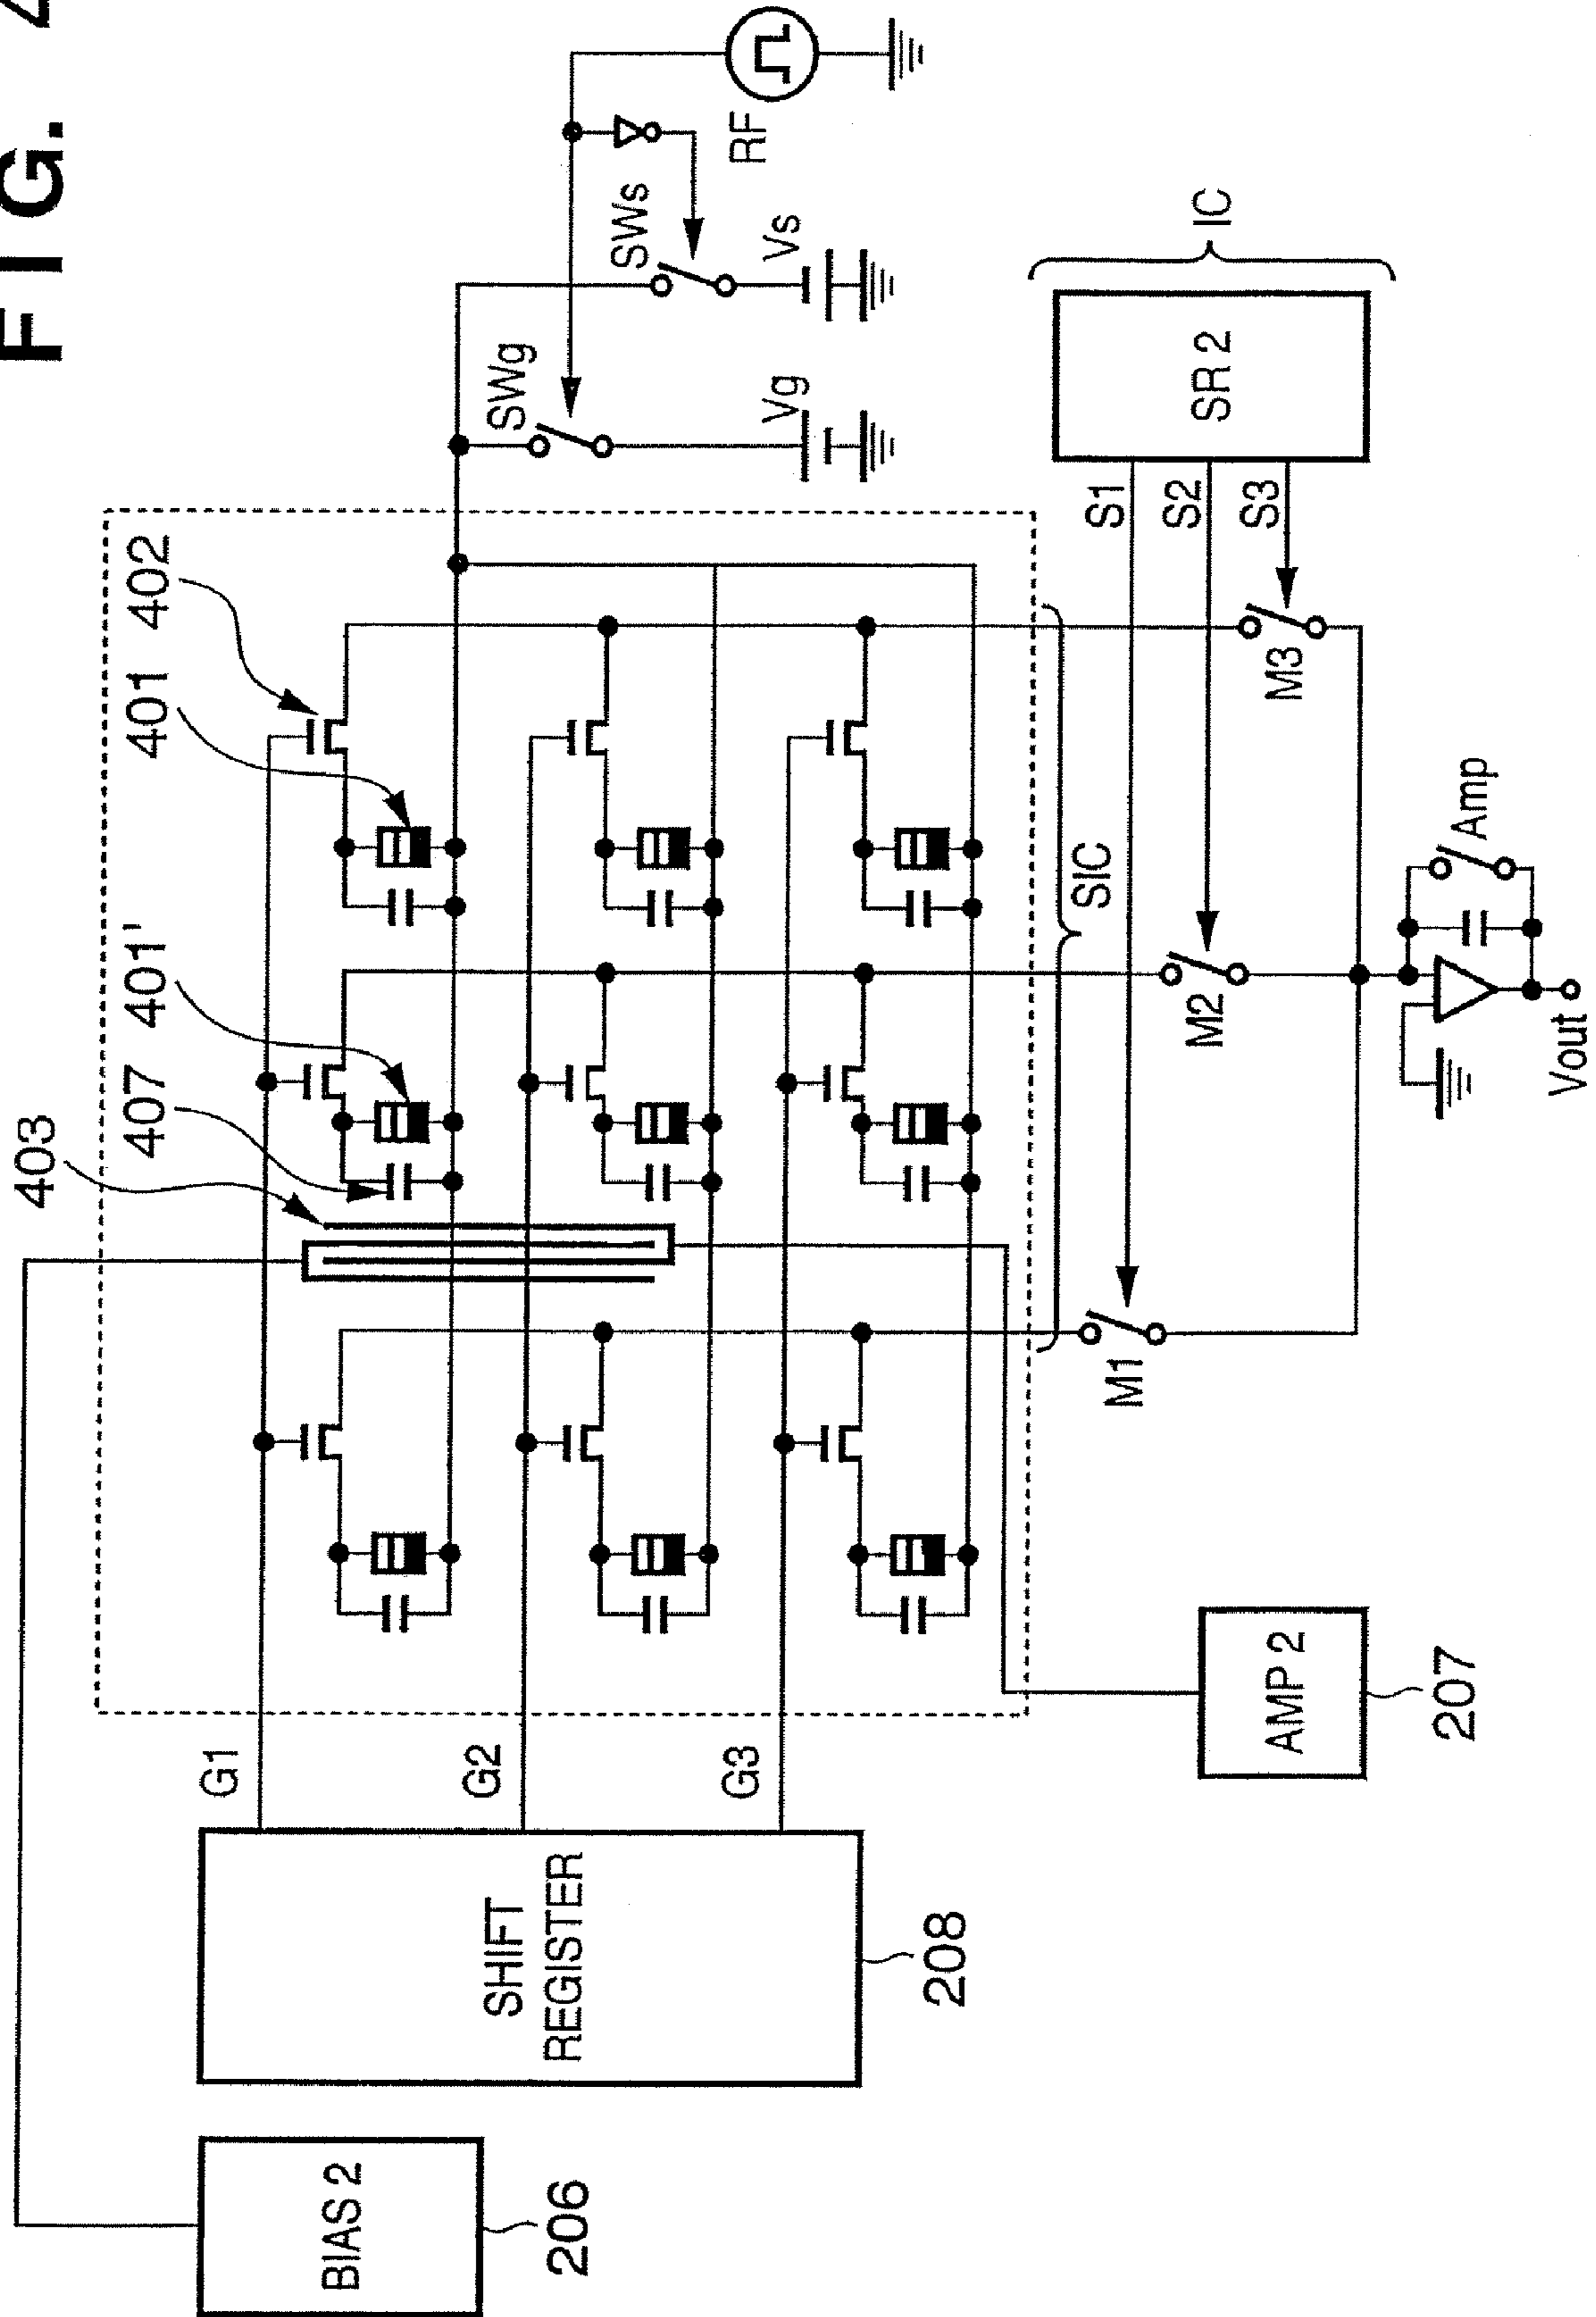 FIG. 4
403
407
401'
401
402
SWg
SWs
RF
Vg
Vs
G1
G2
G3
SHIFT
REGISTER
208
BIAS 2
206
AMP 2
207
SIC
S1
S2
S3
SR 2
IC
M1
M2
M3
Amp
Vout